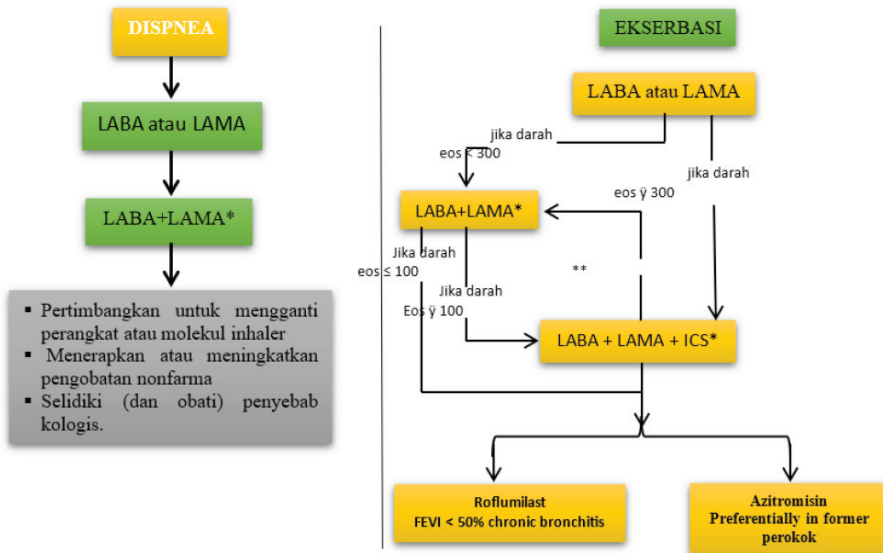 DISPNEA
LABA atau LAMA
LABA+LAMA*
▪ Pertimbangkan untuk mengganti
perangkat atau molekul inhaler
▪ Menerapkan atau meningkatkan
pengobatan nonfarma
▪ Selidiki (dan obati) penyebab
kologis.
EKSERBASI
LABA atau LAMA
jika darah
eos < 300
jika darah
eos ÿ 300
LABA+LAMA*
Jika darah
eos ≤ 100
**
Jika darah
Eos ÿ 100
LABA + LAMA + ICS*
Roflumilast
FEVI < 50% chronic bronchitis
Azitromisin
Preferentially in former
perokok